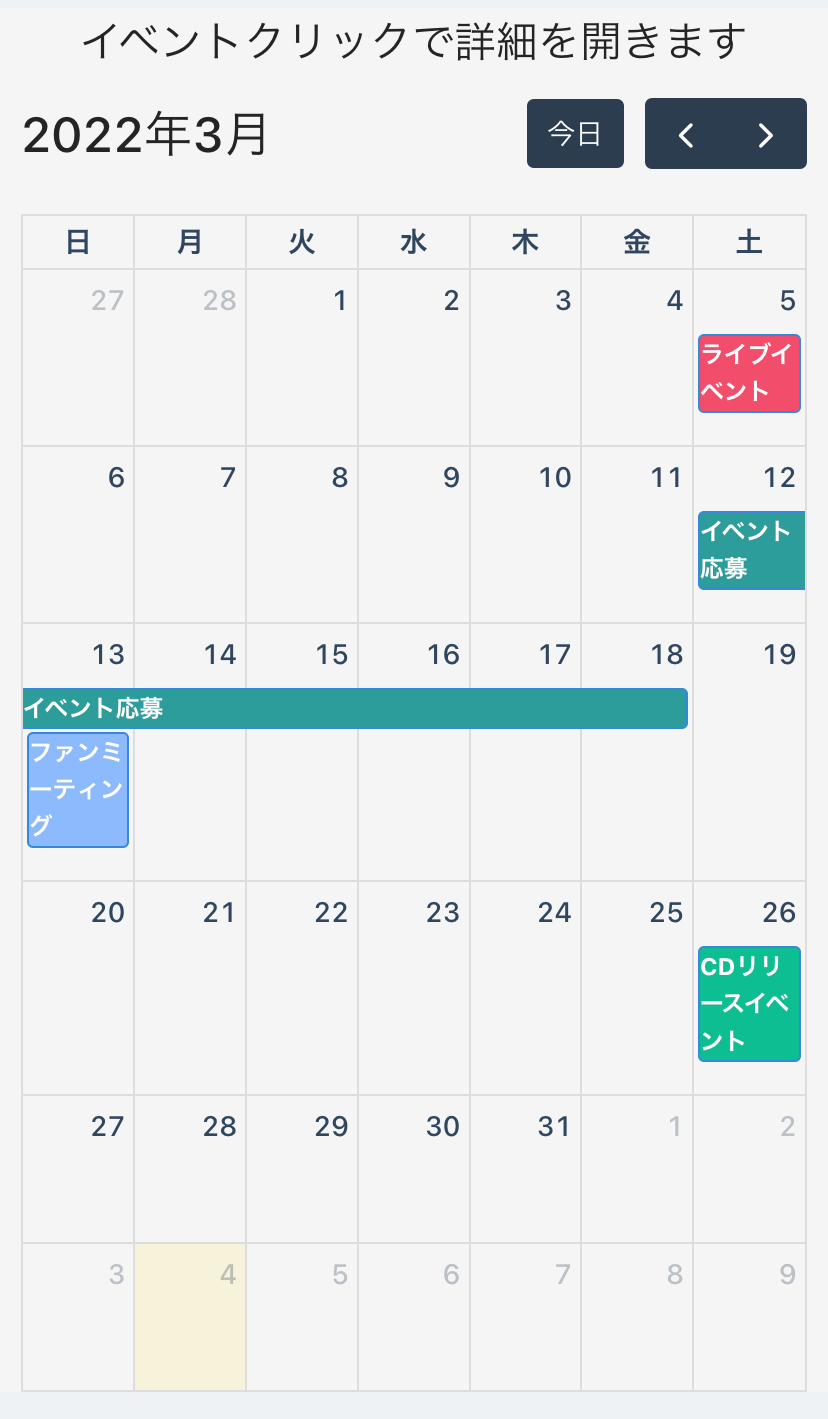 イベントクリックで詳細を開きます
2022年3月
今日
日 月 火 水 木 金 土
27 28 1 2 3 4 5
ライブイ
ベント
6 7 8 9 10 11 12
イベント
応募
13 14 15 16 17 18 19
イベント応募
ファンミ
ーティン
グ
20 21 22 23 24 25 26
CDリリ
ースイベ
ント
27 28 29 30 31 1 2
3 4 5 6 7 8 9